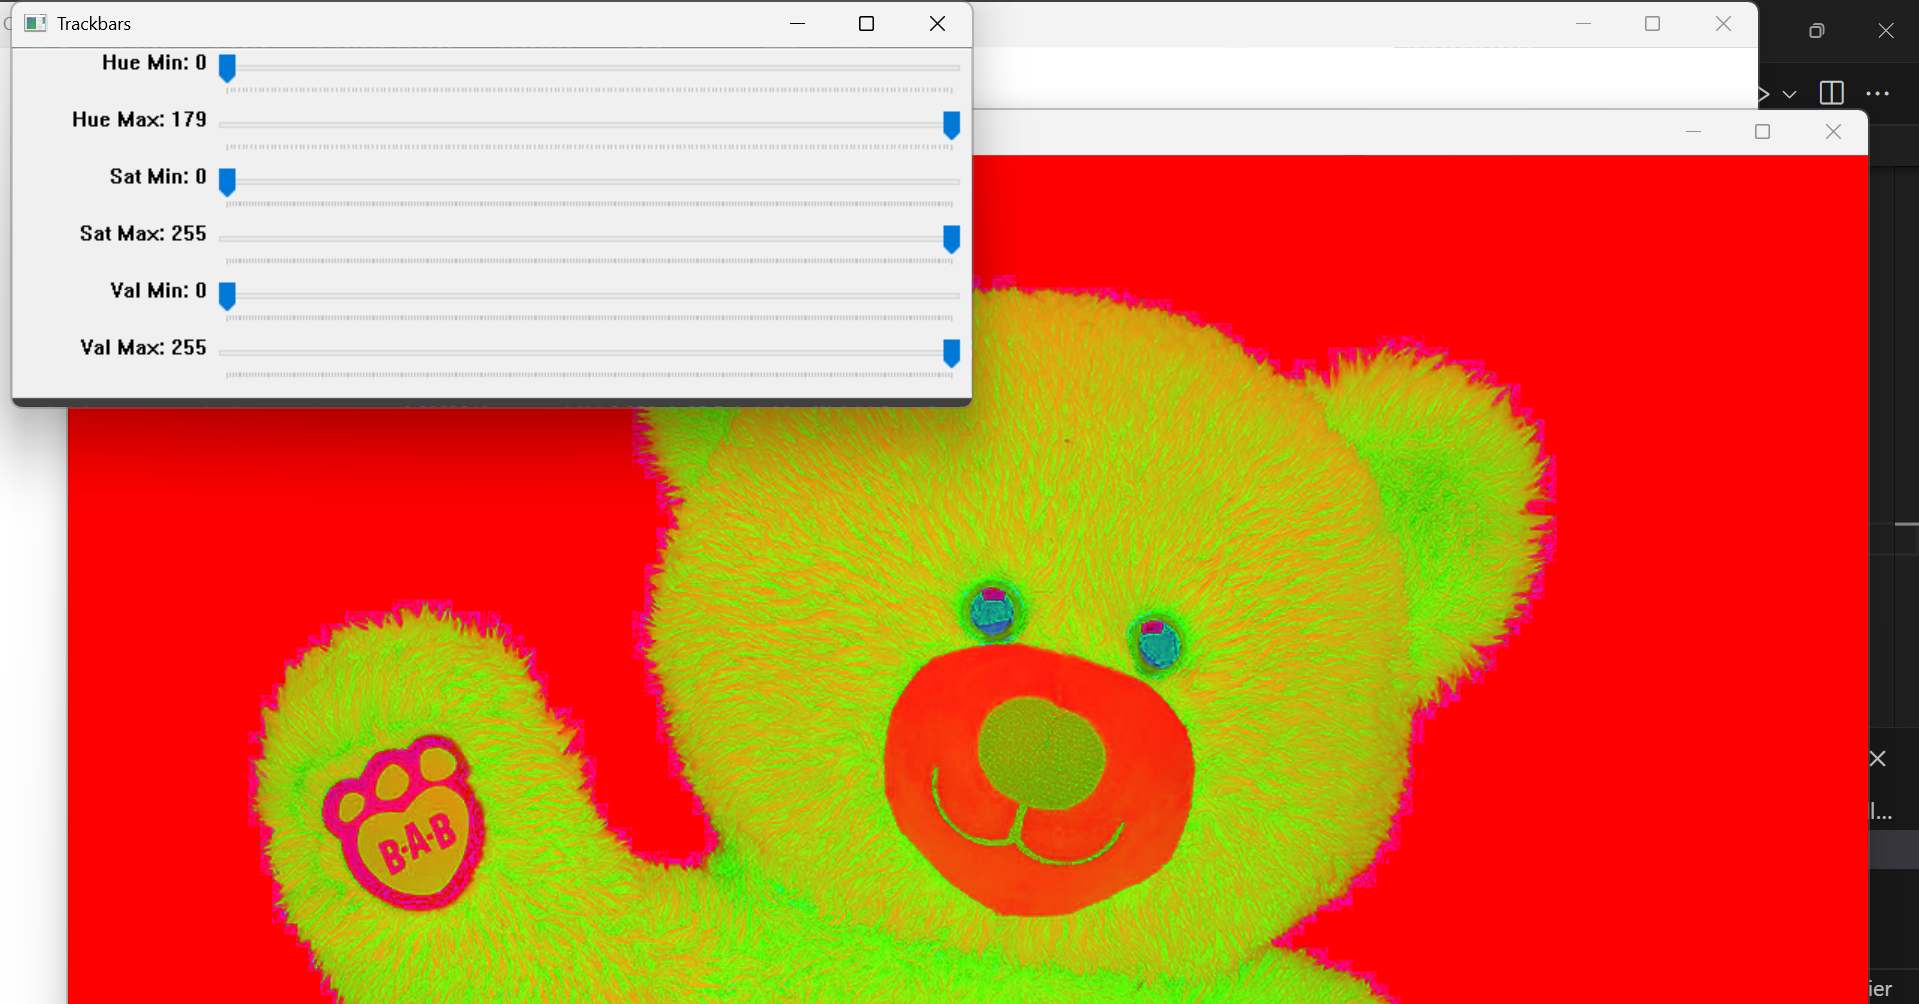 Trackbars
Hue Min: 0
Hue Max: 179
Sat Min: 0
Sat Max: 255
Val Min: 0
Val Max: 255
B·A·B